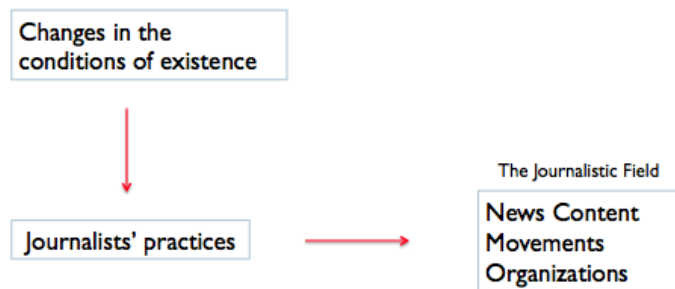 Changes in the
conditions of existence
The Journalistic Field
Journalists' practices
News Content
Movements
Organizations